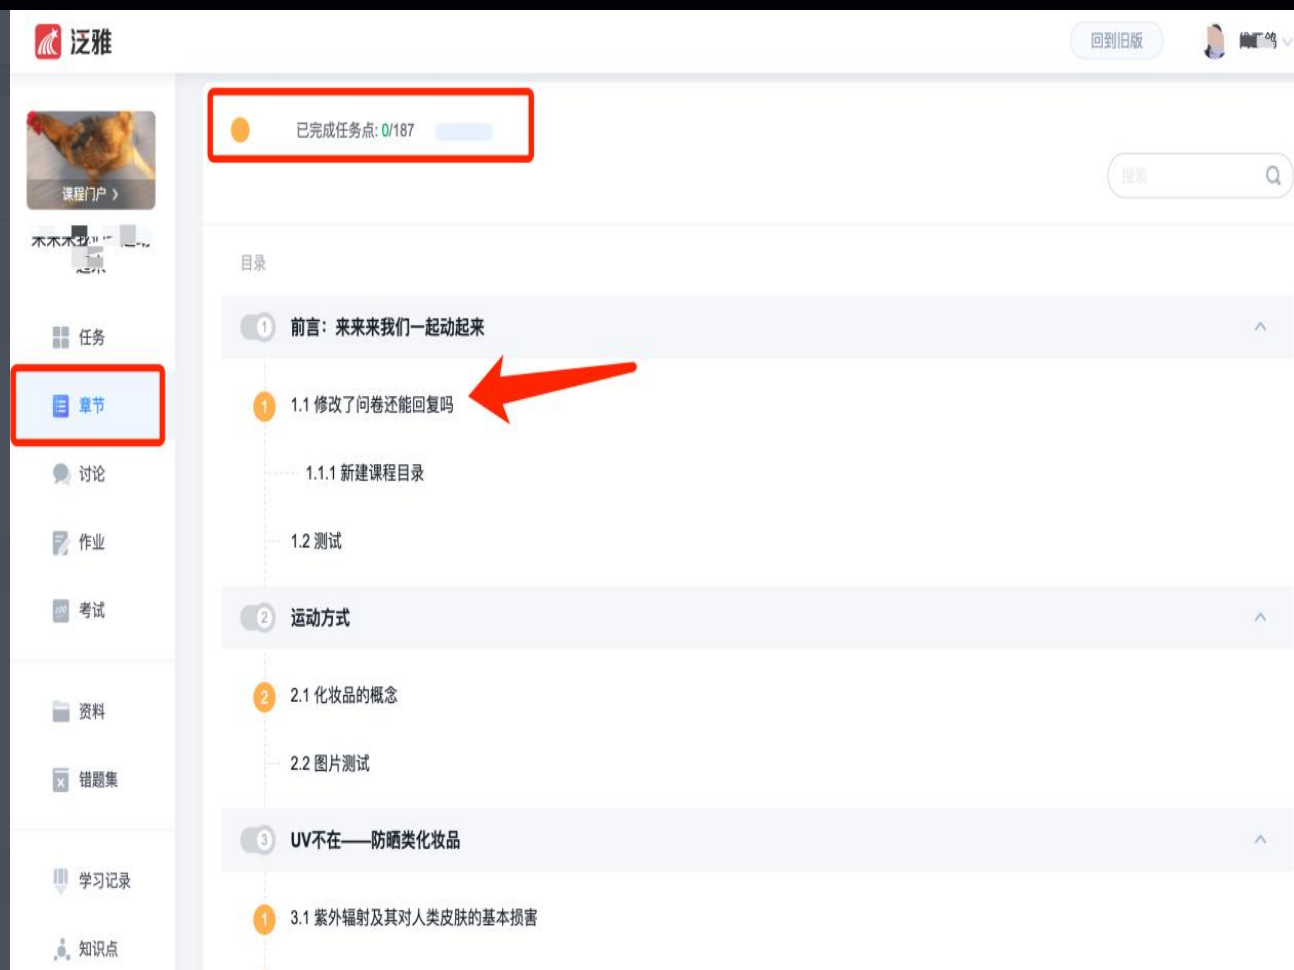 泛雅
回到旧版
鸽
已完成任务点: 0/187
搜索
课程门户 >
目录
1 前言：来来来我们一起动起来
任务
章节
1 1.1 修改了问卷还能回复吗
讨论
1.1.1 新建课程目录
作业
1.2 测试
考试
2 运动方式
2 2.1 化妆品的概念
资料
2.2 图片测试
错题集
3 UV不在——防晒类化妆品
学习记录
1 3.1 紫外辐射及其对人类皮肤的基本损害
知识点